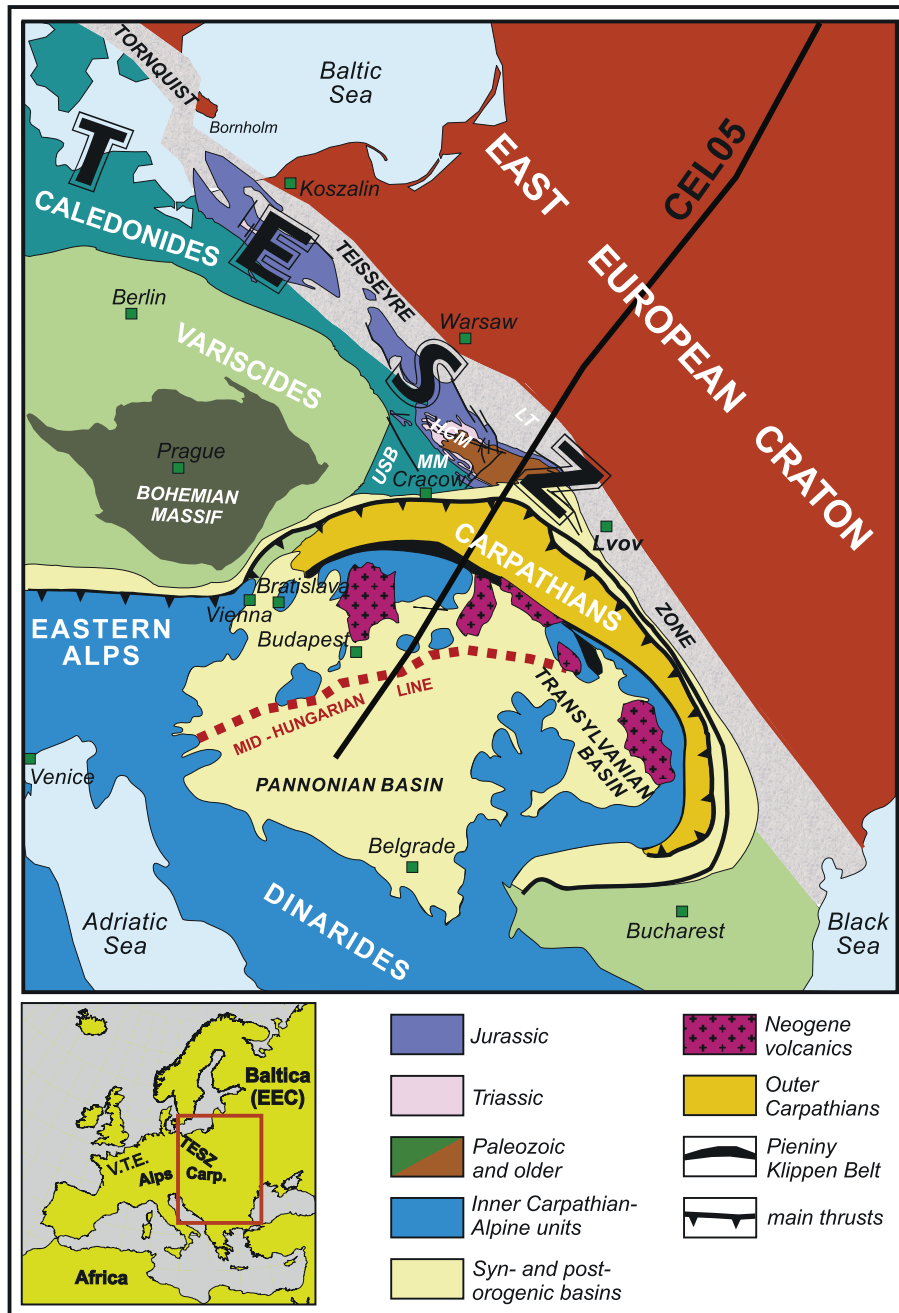 TORNQUIST
Baltic
Sea
Bornholm
T
E
S
Z
CALEDONIDES
Koszalin
EAST
EUROPEAN
CRATON
CEL05
TEISSEYRE
Berlin
Warsaw
VARISCIDES
LT
HCM
Prague
USB
MM
Cracow
BOHEMIAN
MASSIF
Lvov
CARPATHIANS
Bratislava
Vienna
ZONE
EASTERN
ALPS
Budapest
MID - HUNGARIAN
LINE
TRANSYLVANIAN
BASIN
Venice
PANNONIAN BASIN
Belgrade
DINARIDES
Adriatic
Sea
Bucharest
Black
Sea
Baltica
(EEC)
V.T.E.
TESZ
Alps
Carp.
Africa
Jurassic
Triassic
Paleozoic
and older
Inner Carpathian-
Alpine units
Syn- and post-
orogenic basins
Neogene
volcanics
Outer
Carpathians
Pieniny
Klippen Belt
main thrusts